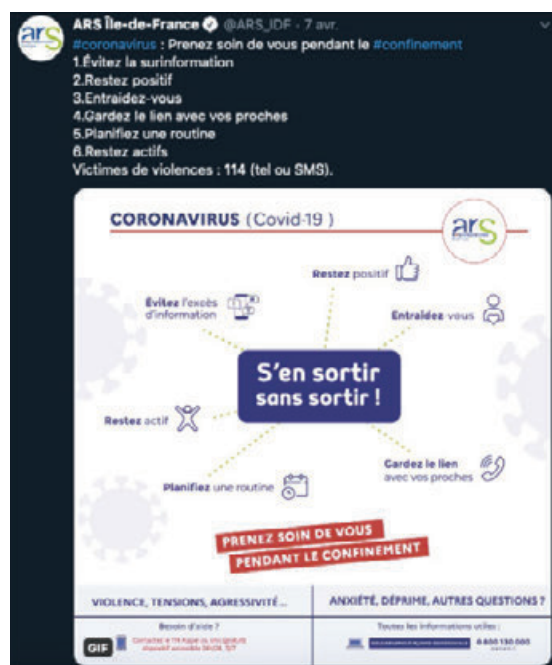 ARS Île-de-France @ARS_IDF · 7 avr.
#coronavirus : Prenez soin de vous pendant le #confinement
1.Évitez la surinformation
2.Restez positif
3.Entraidez-vous
4.Gardez le lien avec vos proches
5.Planifiez une routine
6.Restez actifs
Victimes de violences : 114 (tel ou SMS).
CORONAVIRUS (Covid-19 )
ars
Restez positif
Évitez l'excès
d'information
Entraidez vous
S'en sortir
sans sortir !
Restez actif
Gardez le lien
avec vos proches
Planifiez une routine
PRENEZ SOIN DE VOUS
PENDANT LE CONFINEMENT
VIOLENCE, TENSIONS, AGRESSIVITÉ...
ANXIÉTÉ, DÉPRIME, AUTRES QUESTIONS ?
Besoin d'aide ?
Toutes les informations utiles :
GIF
0 800 130 000